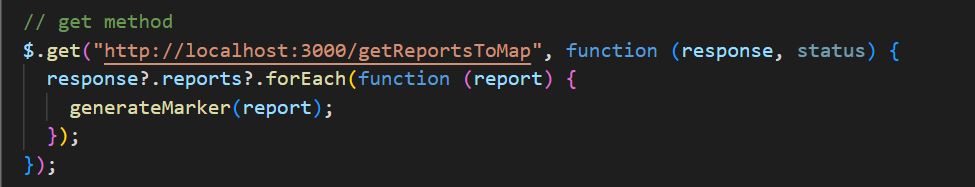 // get method
$.get("http://localhost:3000/getReportsToMap", function (response, status) {
  response?.reports?.forEach(function (report) {
    generateMarker(report);
  });
});